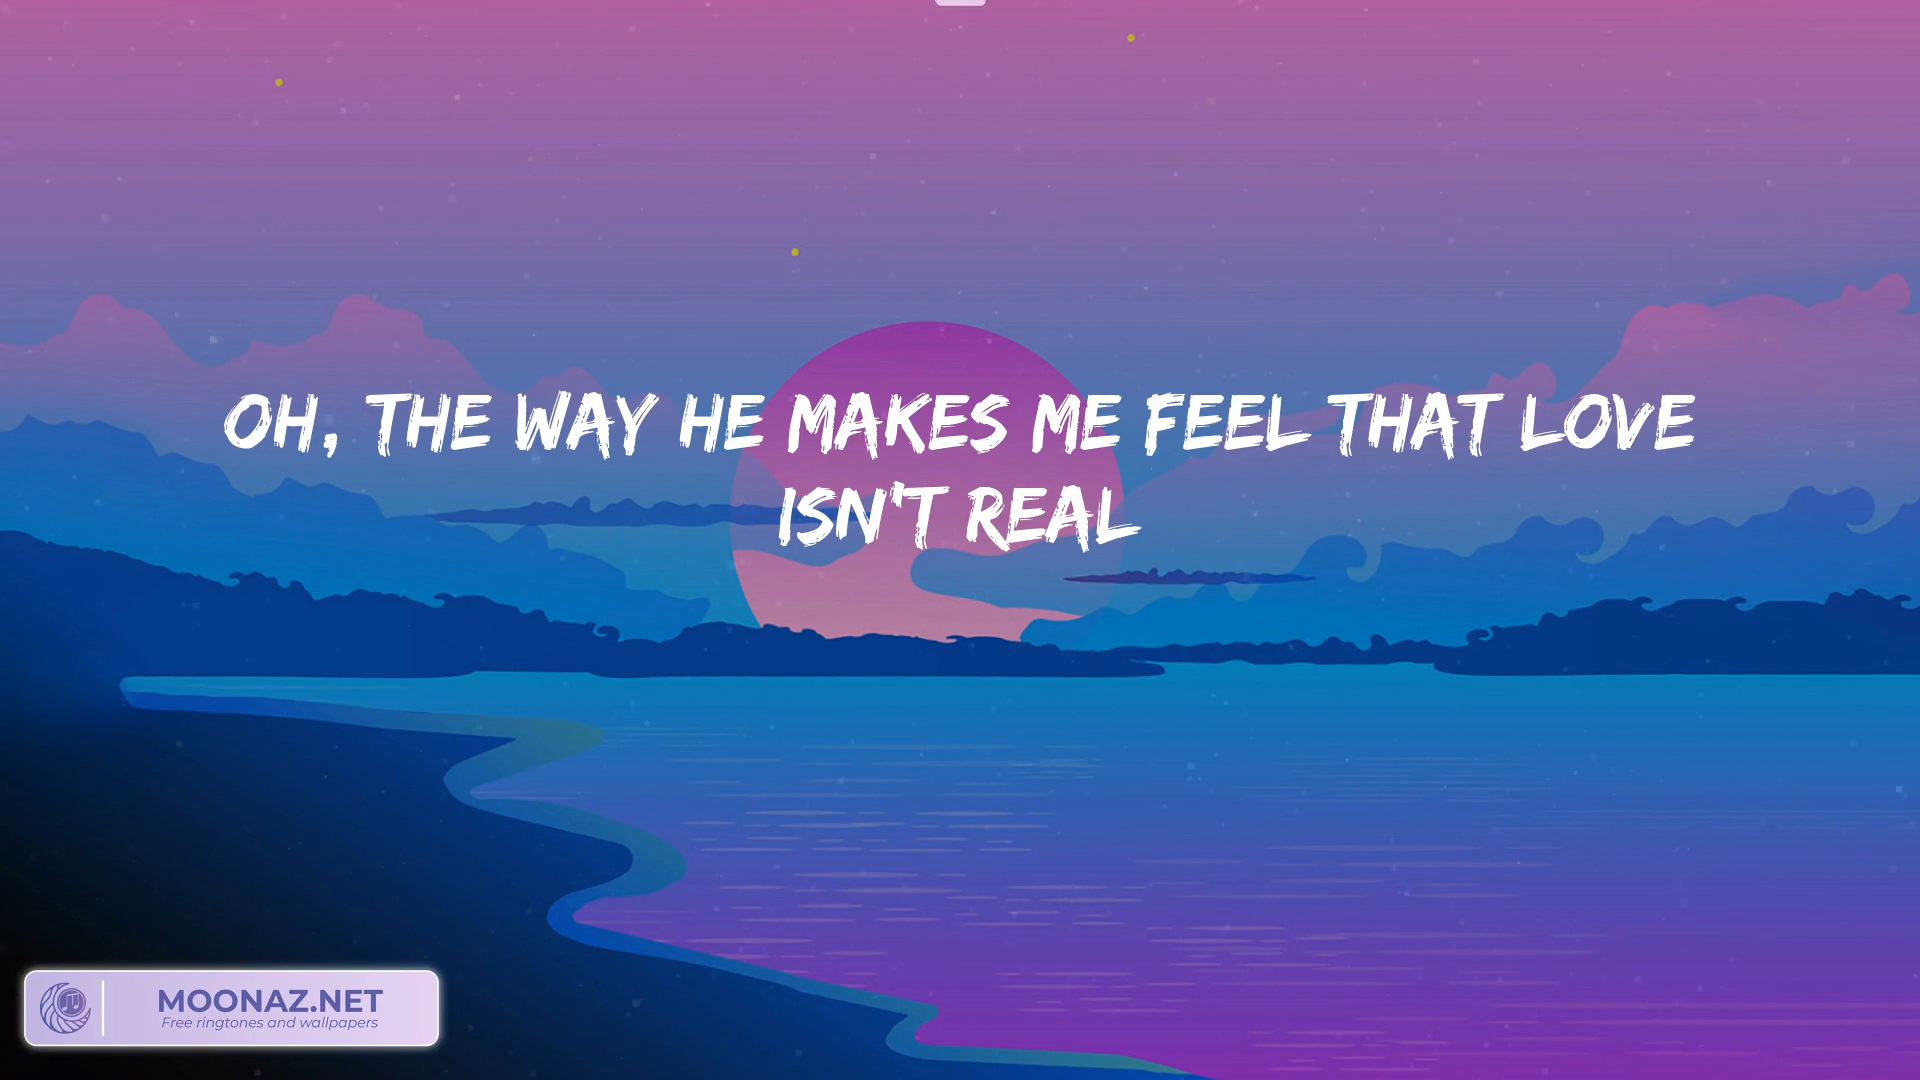 OH, THE WAY HE MAKES ME FEEL THAT LOVE
ISN'T REAL
MOONAZ.NET
Free ringtones and wallpapers